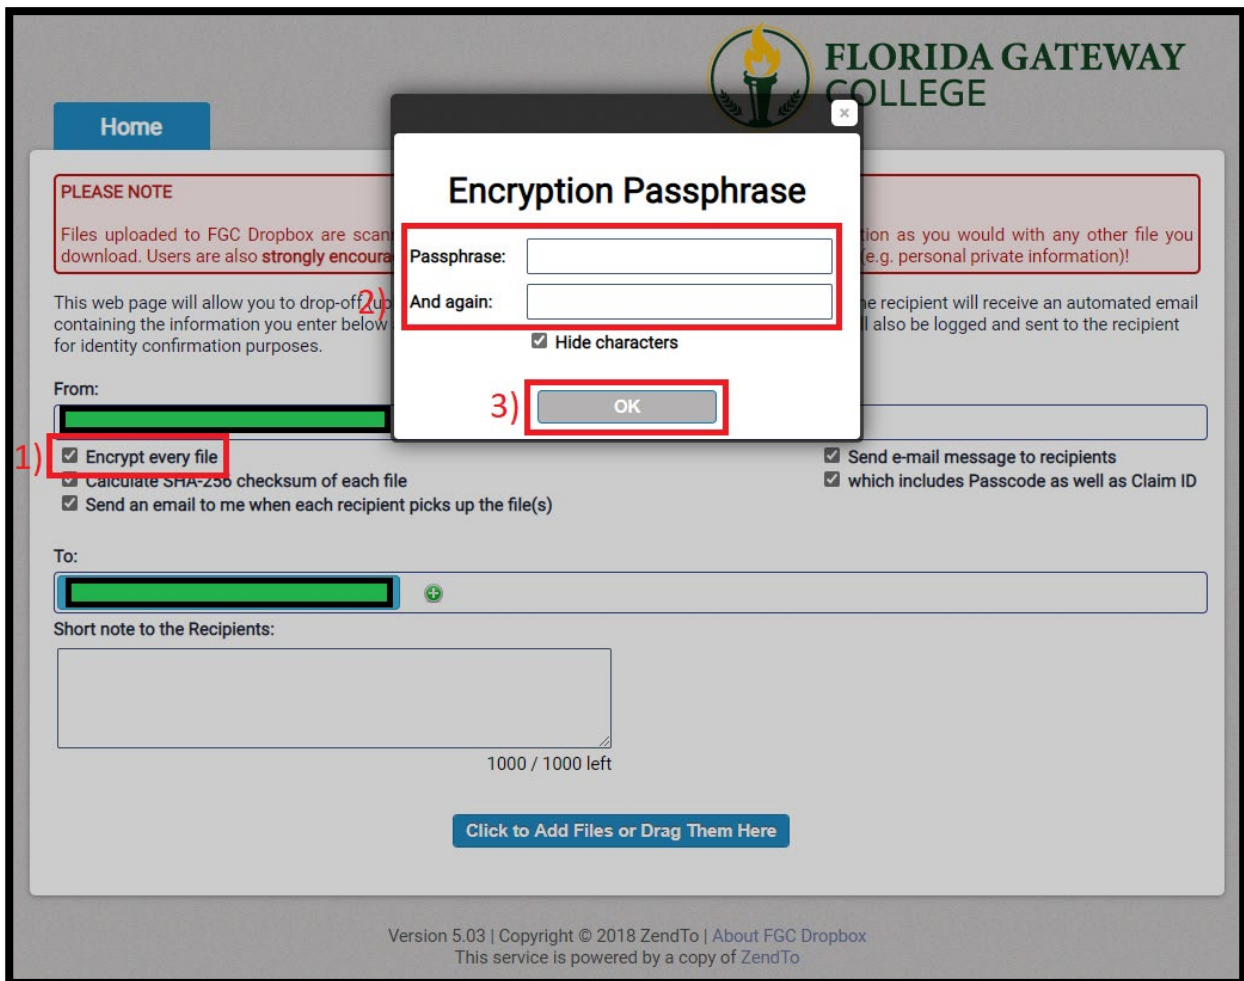 FLORIDA GATEWAY
COLLEGE
Home
×
PLEASE NOTE
Files uploaded to FGC Dropbox are scan
tion as you would with any other file you
download. Users are also strongly encoura
(e.g. personal private information)!
Encryption Passphrase
Passphrase:
2)
And again:
Hide characters
3)
OK
This web page will allow you to drop-off (up
recipient will receive an automated email
containing the information you enter below
also be logged and sent to the recipient
for identity confirmation purposes.
From:
1)
Encrypt every file
Send e-mail message to recipients
Calculate SHA-256 checksum of each file
which includes Passcode as well as Claim ID
Send an email to me when each recipient picks up the file(s)
To:
Short note to the Recipients:
1000 / 1000 left
Click to Add Files or Drag Them Here
Version 5.03 | Copyright © 2018 ZendTo | About FGC Dropbox
This service is powered by a copy of ZendTo